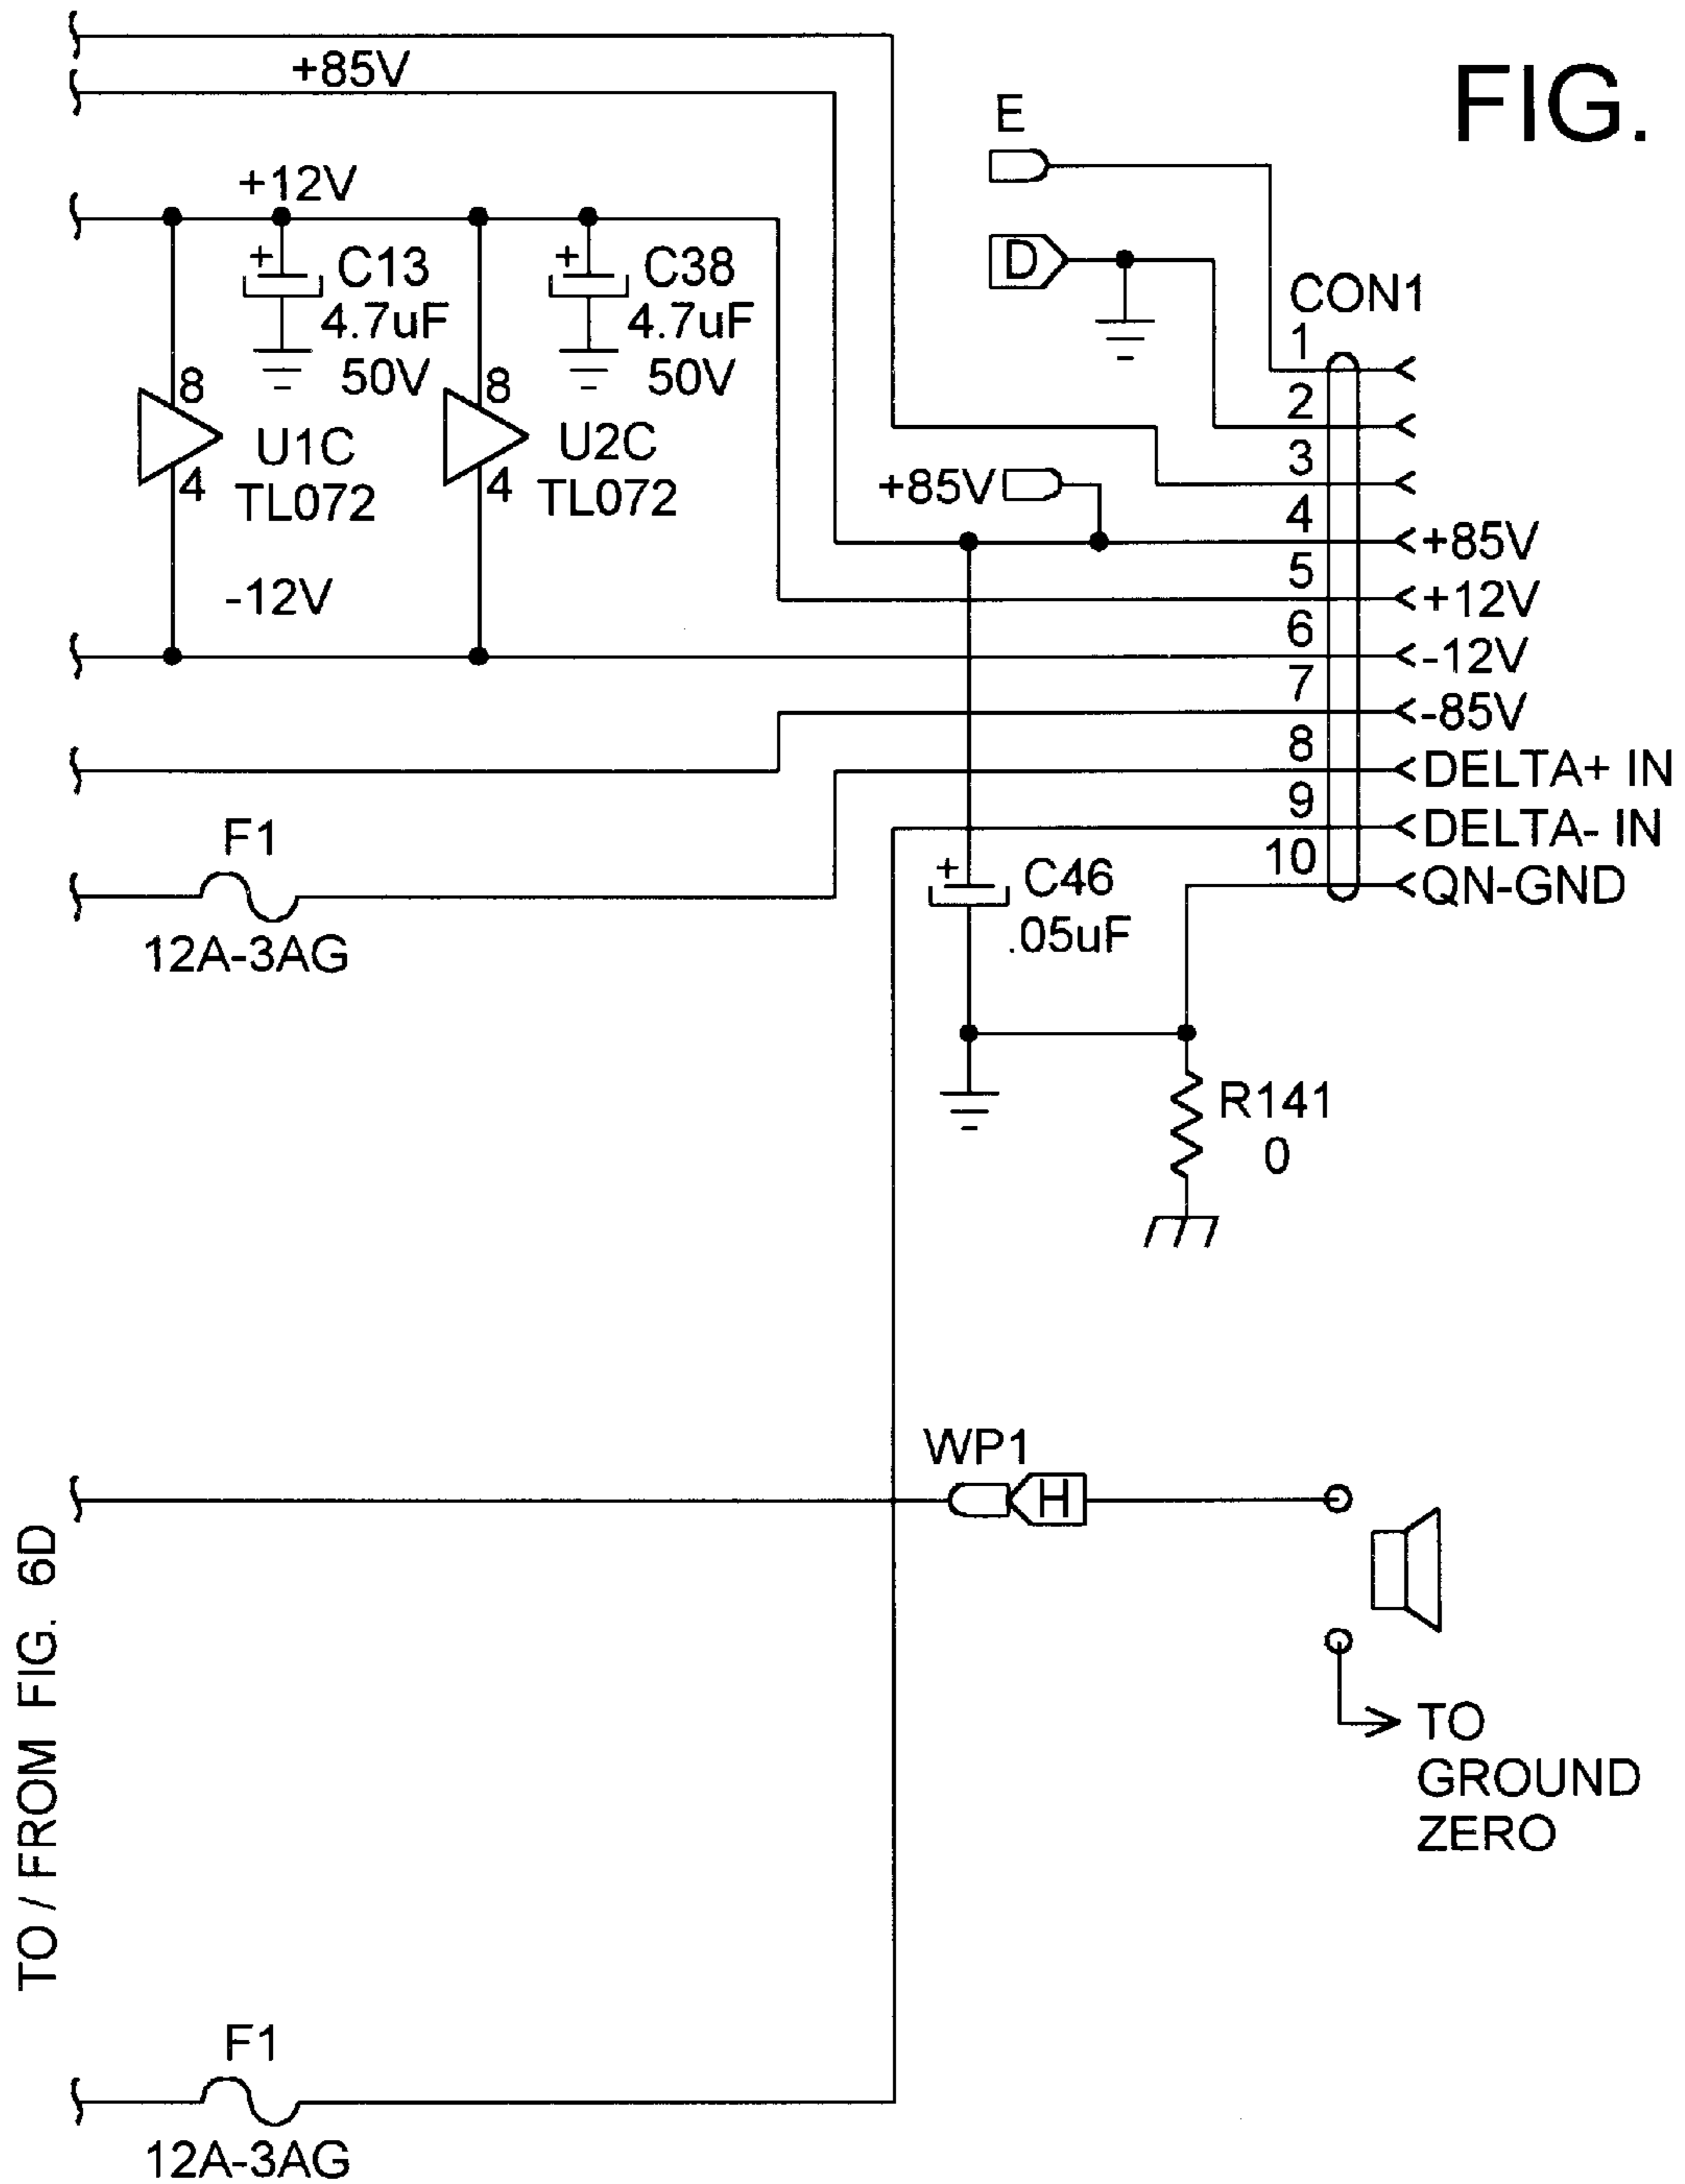 FIG.
+85V
E
+12V
D
C13
4.7uF
50V
C38
4.7uF
50V
CON1
1
2
3
4
5
6
7
8
9
10
8
U1C
4
TL072
8
U2C
4
TL072
+85V
+85V
+12V
-12V
-12V
-85V
DELTA+ IN
DELTA- IN
QN-GND
F1
12A-3AG
C46
.05uF
R141
0
WP1
H
TO / FROM FIG. 6D
TO
GROUND
ZERO
F1
12A-3AG